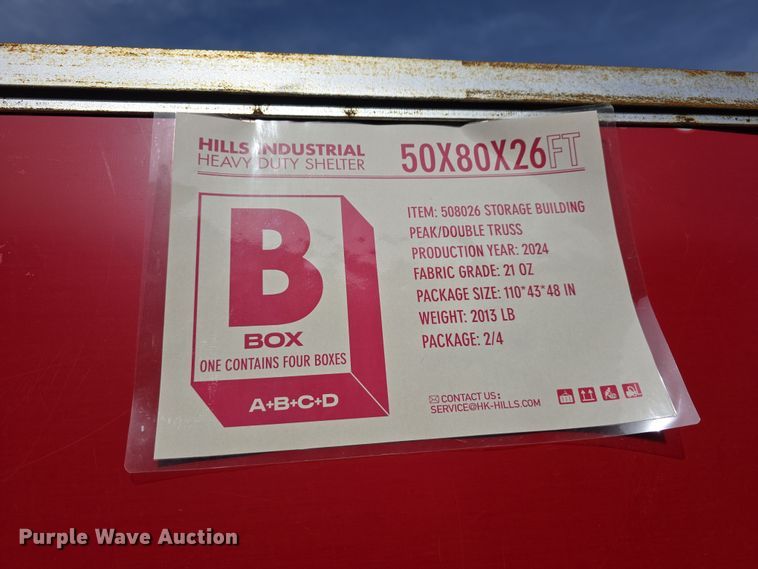 HILLS INDUSTRIAL
HEAVY DUTY SHELTER
50X80X26FT
B
BOX
ONE CONTAINS FOUR BOXES
A+B+C+D
ITEM: 508026 STORAGE BUILDING
PEAK/DOUBLE TRUSS
PRODUCTION YEAR: 2024
FABRIC GRADE: 21 OZ
PACKAGE SIZE: 110*43*48 IN
WEIGHT: 2013 LB
PACKAGE: 2/4
CONTACT US:
SERVICE@HK-HILLS.COM
Purple Wave Auction